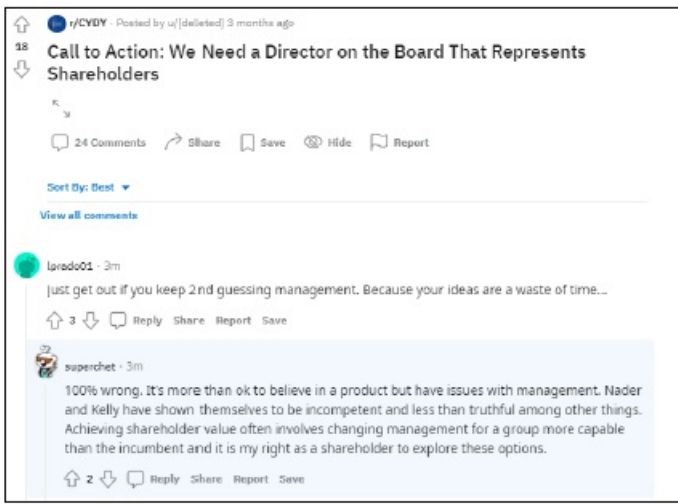 r/CYDY · Posted by u/[deleted] 3 months ago
18
Call to Action: We Need a Director on the Board That Represents
Shareholders
24 Comments Share Save Hide Report
Sort By: Best
View all comments
lprado01 · 3m
Just get out if you keep 2nd guessing management. Because your ideas are a waste of time...
3 Reply Share Report Save
superchet · 3m
100% wrong. It's more than ok to believe in a product but have issues with management. Nader
and Kelly have shown themselves to be incompetent and less than truthful among other things.
Achieving shareholder value often involves changing management for a group more capable
than the incumbent and it is my right as a shareholder to explore these options.
2 Reply Share Report Save